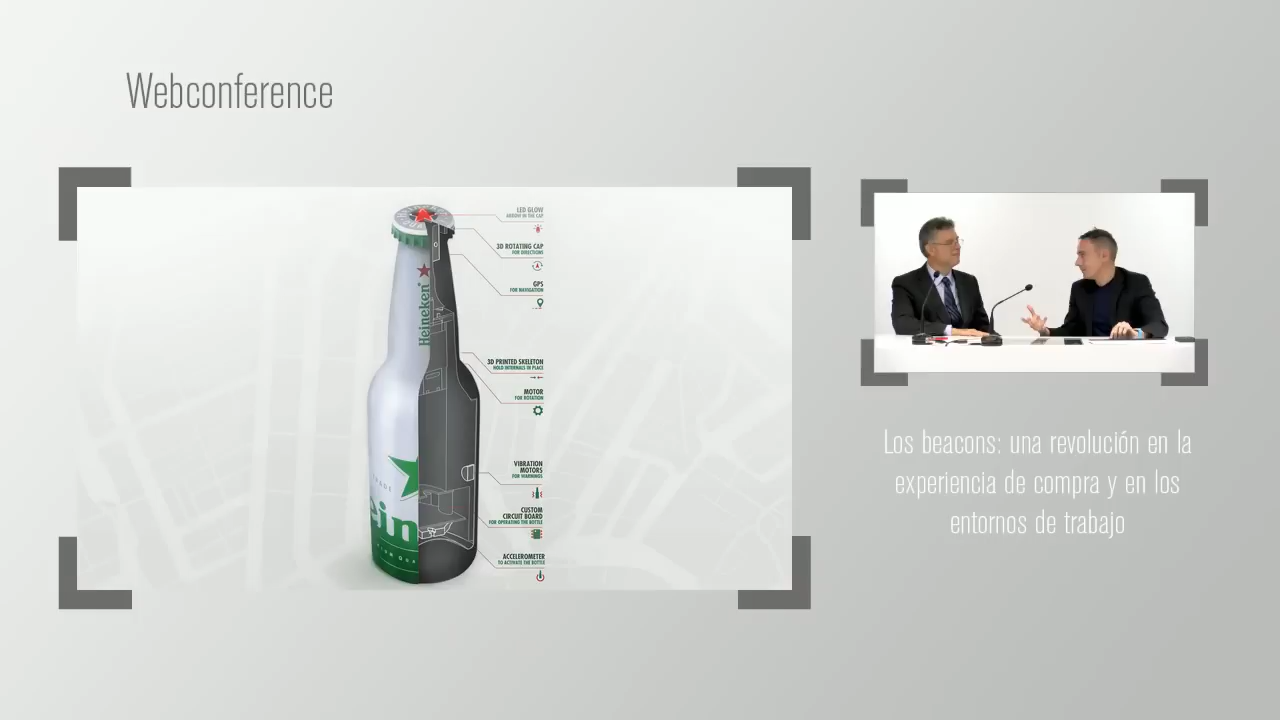 Webconference
LED GLOW
ARROW IN THE CAP
3D ROTATING CAP
FOR DIRECTIONS
GPS
FOR NAVIGATION
Heineken
3D PRINTED SKELETON
HOLD INTERNALS IN PLACE
MOTOR
FOR ROTATION
VIBRATION
MOTORS
FOR WARNINGS
CUSTOM
CIRCUIT BOARD
FOR OPERATING THE BOTTLE
ein
ACCELEROMETER
TO ACTIVATE THE BOTTLE
Los beacons: una revolución en la
experiencia de compra y en los
entornos de trabajo